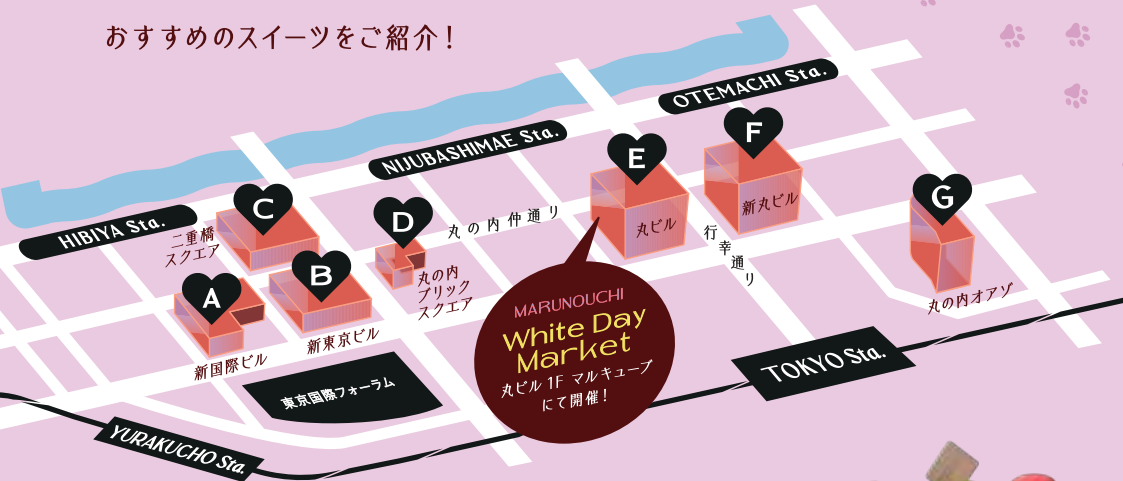 おすすめのスイーツをご紹介！
OTEMACHI Sta.
NIJUBASHIMAE Sta.
HIBIYA Sta.
F
E
G
C
D
B
A
新丸ビル
丸ビル
丸の内仲通り
行幸通り
二重橋
スクエア
丸の内
ブリック
スクエア
丸の内オアゾ
新国際ビル
新東京ビル
MARUNOUCHI
White Day
Market
丸ビル 1F マルキューブ
にて開催！
東京国際フォーラム
TOKYO Sta.
YURAKUCHO Sta.